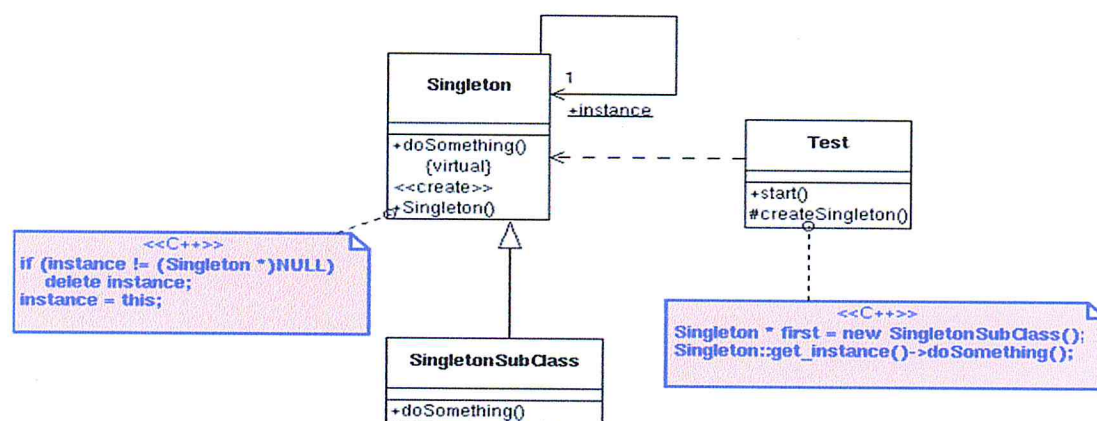 Singleton
1
+instance
+doSomething()
{virtual}
<<create>>
+Singleton()
Test
+start()
#createSingleton()
<<C++>>
if (instance != (Singleton *)NULL)
delete instance;
instance = this;
<<C++>>
Singleton * first = new SingletonSubClass();
Singleton::get_instance()->doSomething();
SingletonSubClass
+doSomething()